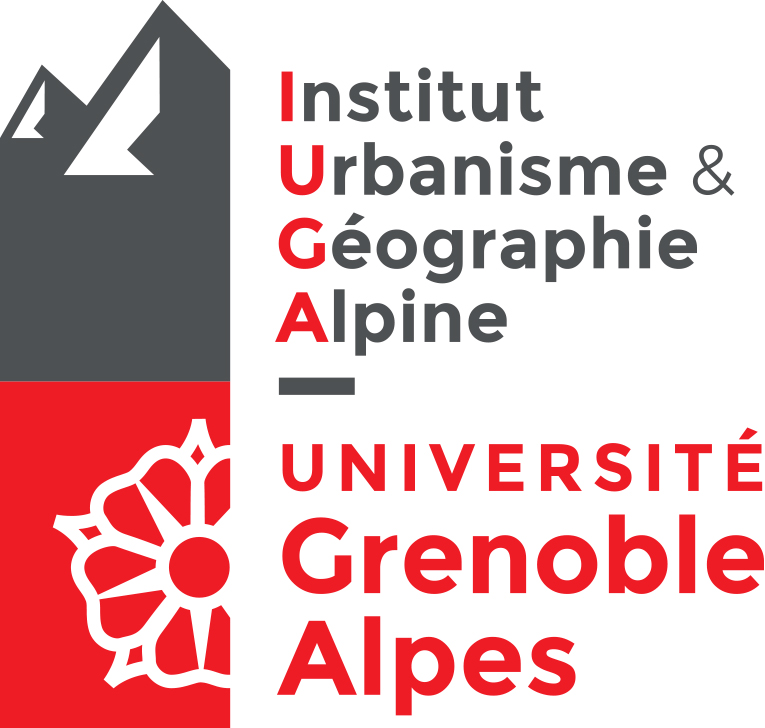 Institut
Urbanisme &
Géographie
Alpine
UNIVERSITÉ
Grenoble
Alpes